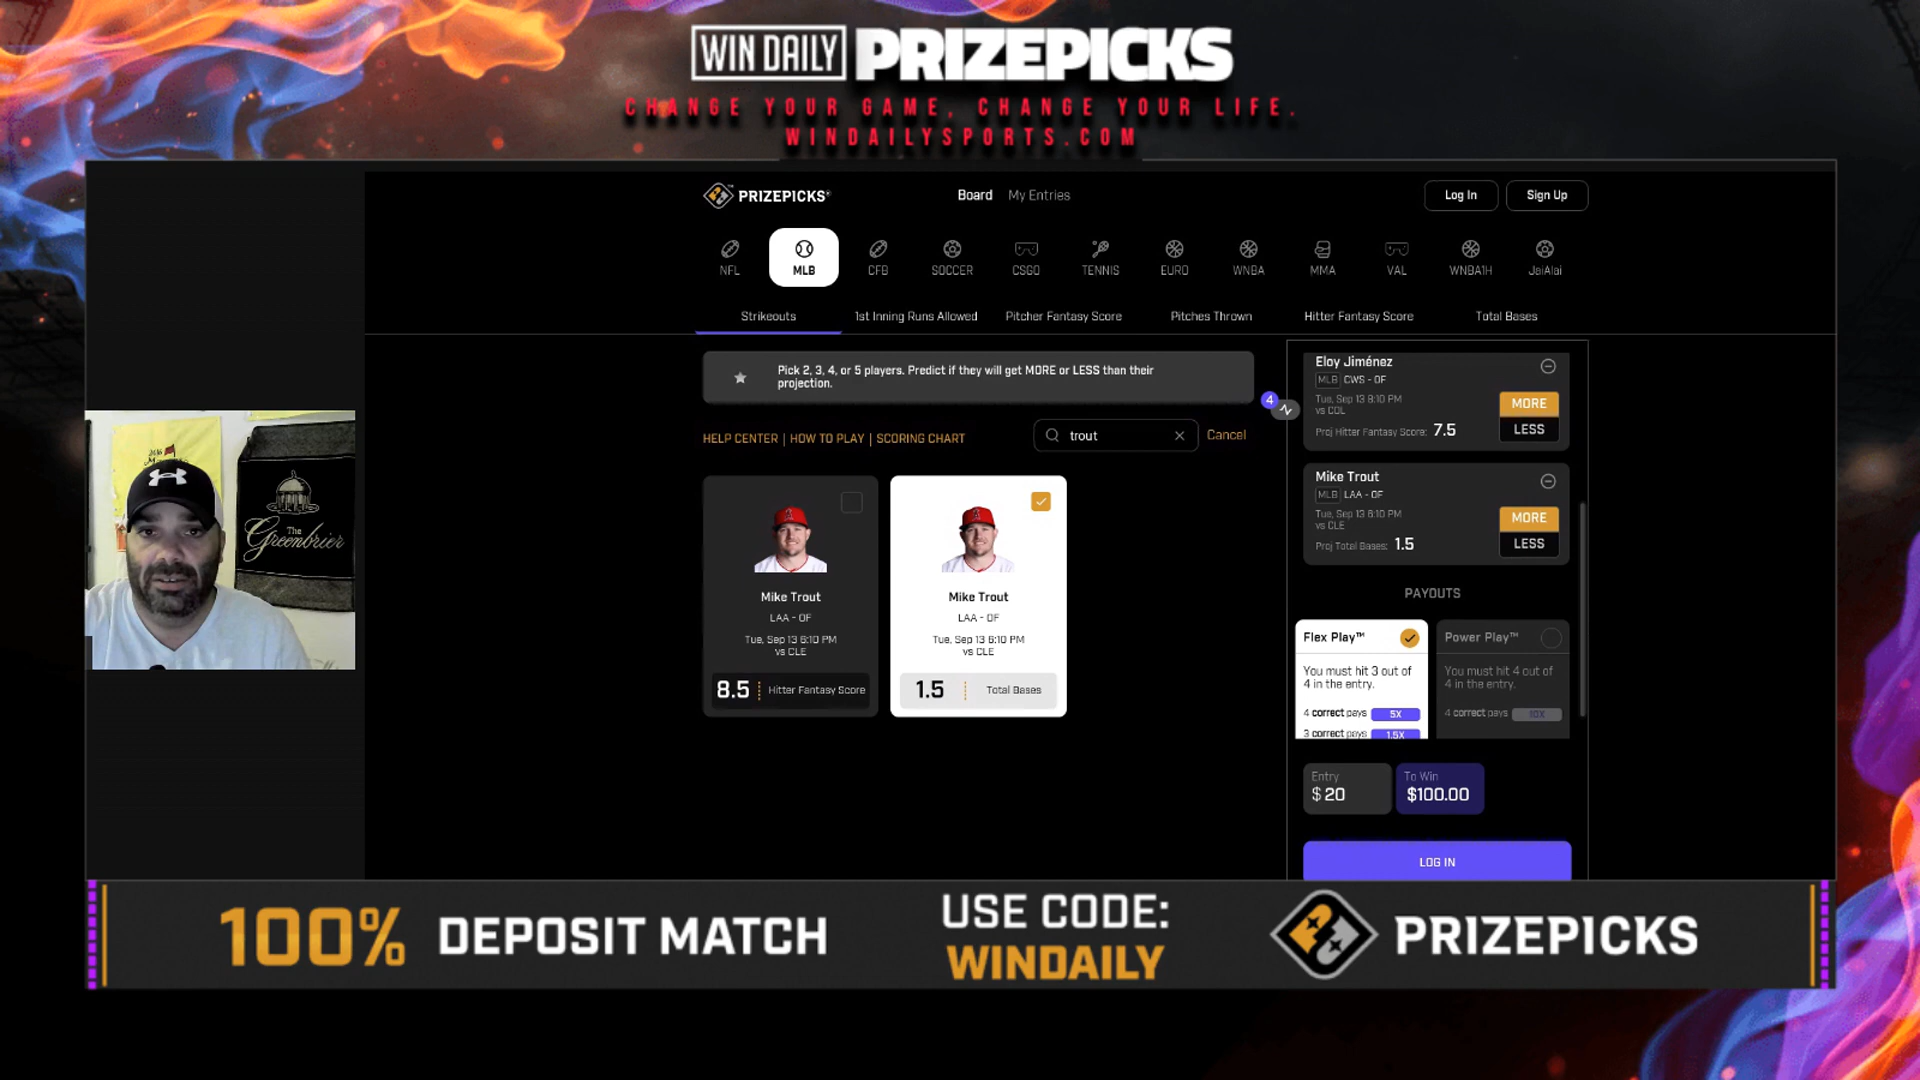 WIN DAILY PRIZEPICKS
CHANGE YOUR GAME, CHANGE YOUR LIFE.
WINDAILYSPORTS.COM
PRIZEPICKS
Board My Entries
Log In Sign Up
NFL MLB CFB SOCCER CSGO TENNIS EURO WNBA MMA VAL WNBA1H JaiAlai
Strikeouts 1st Inning Runs Allowed Pitcher Fantasy Score Pitches Thrown Hitter Fantasy Score Total Bases
Pick 2, 3, 4, or 5 players. Predict if they will get MORE or LESS than their
projection.
HELP CENTER | HOW TO PLAY | SCORING CHART
trout
Cancel
Mike Trout
LAA - OF
Tue, Sep 13 6:10 PM
vs CLE
8.5 Hitter Fantasy Score
Mike Trout
LAA - OF
Tue, Sep 13 6:10 PM
vs CLE
1.5 Total Bases
4
Eloy Jiménez
MLB CWS - OF
Tue, Sep 13 8:10 PM
vs COL
Proj Hitter Fantasy Score: 7.5
MORE
LESS
Mike Trout
MLB LAA - OF
Tue, Sep 13 6:10 PM
vs CLE
Proj Total Bases: 1.5
MORE
LESS
PAYOUTS
Flex Play™
You must hit 3 out of
4 in the entry.
4 correct pays 5X
3 correct pays 1.5X
Power Play™
You must hit 4 out of
4 in the entry.
4 correct pays 10X
Entry
$ 20
To Win
$100.00
LOG IN
2016
The
Greenbrier
100% DEPOSIT MATCH
USE CODE:
WINDAILY
PRIZEPICKS